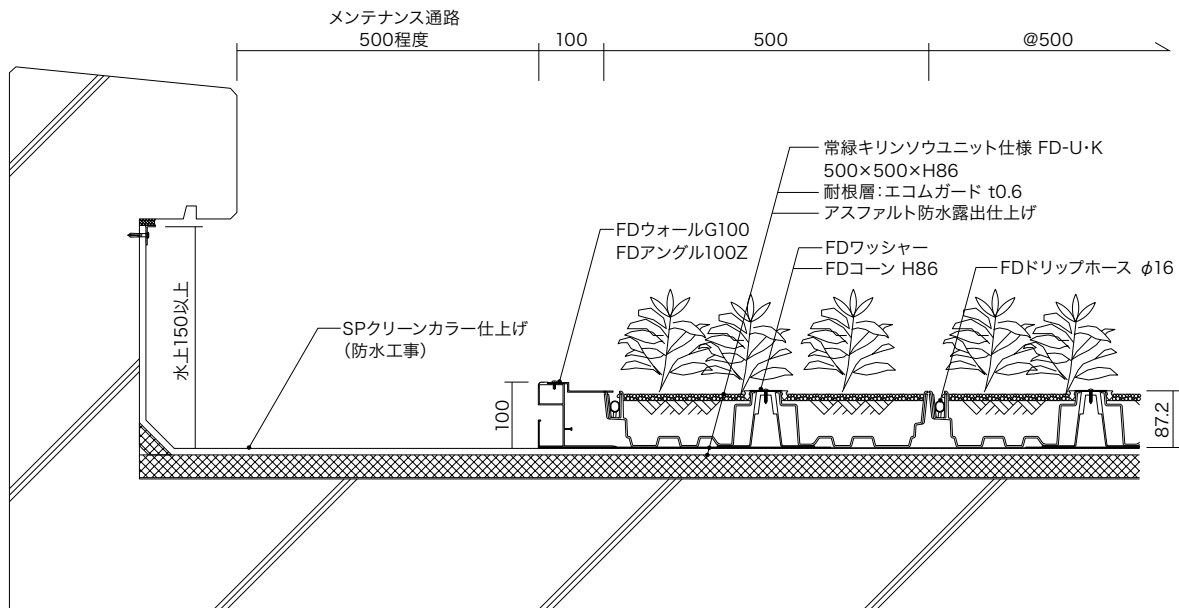 メンテナンス通路
500程度
100
500
@500
常緑キリンソウユニット仕様 FD-U・K
500×500×H86
耐根層：エコムガード t0.6
アスファルト防水露出仕上げ
FDウォールG100
FDアングル100Z
FDワッシャー
FDコーン H86
FDドリップホース φ16
水上150以上
SPクリーンカラー仕上げ
（防水工事）
100
87.2